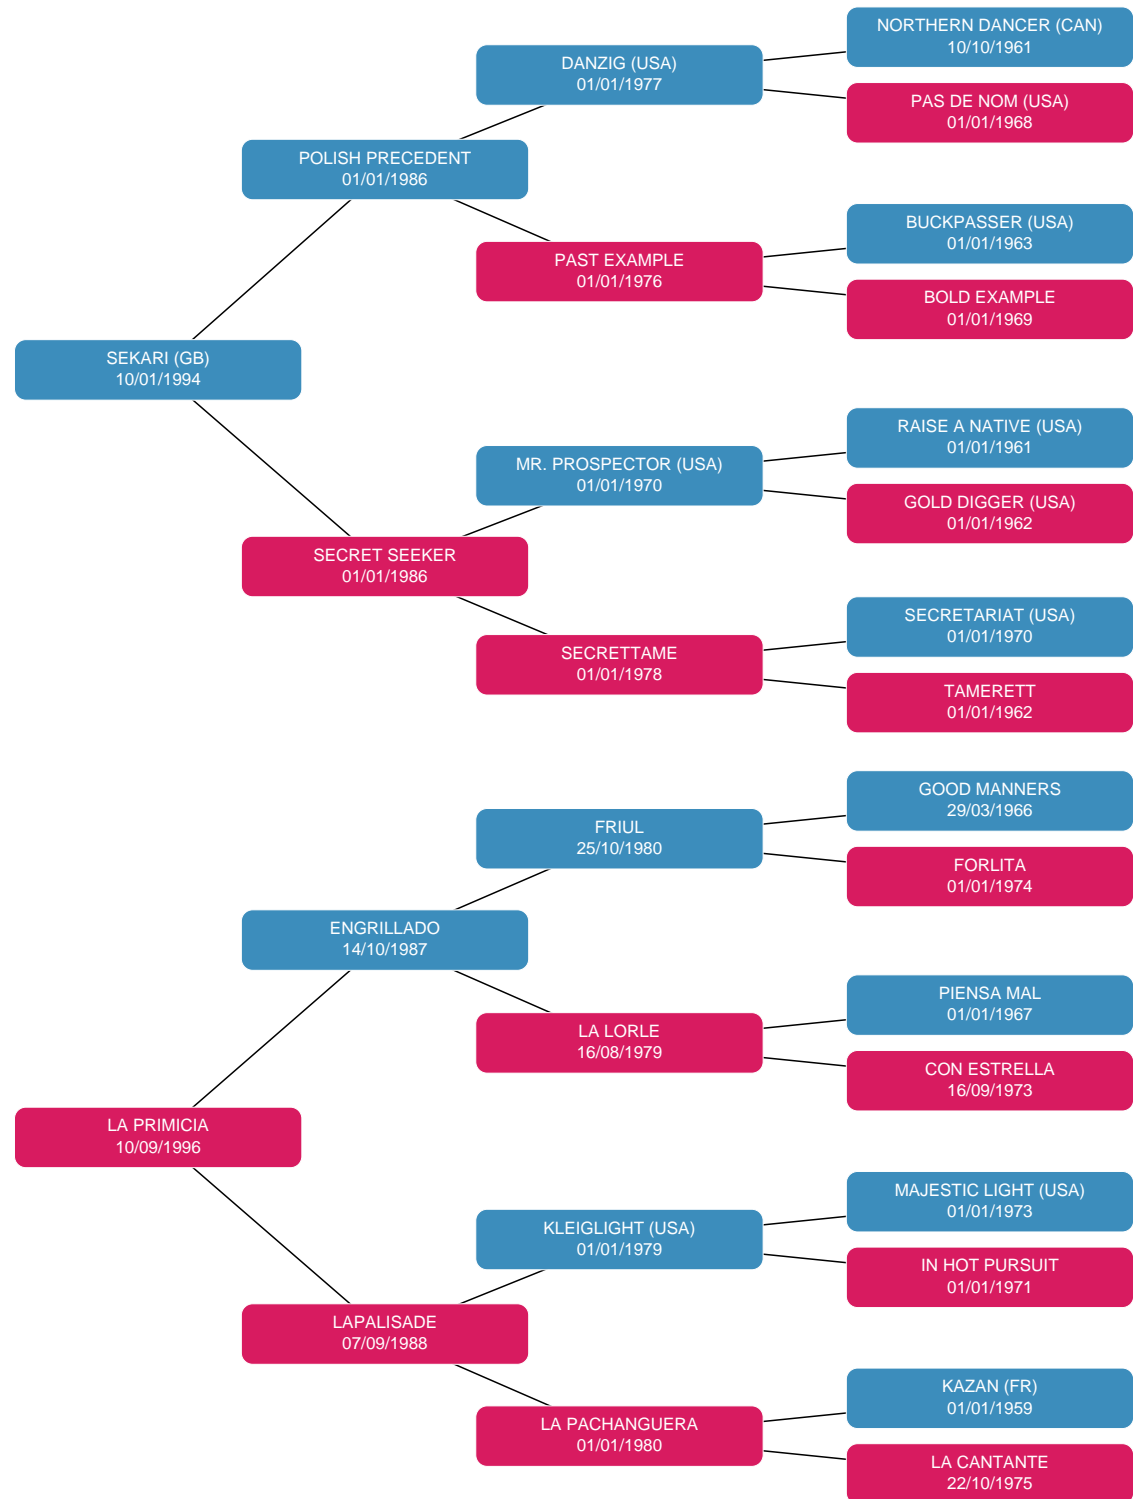 NORTHERN DANCER (CAN)
10/10/1961
DANZIG (USA)
01/01/1977
PAS DE NOM (USA)
01/01/1968
POLISH PRECEDENT
01/01/1986
BUCKPASSER (USA)
01/01/1963
PAST EXAMPLE
01/01/1976
BOLD EXAMPLE
01/01/1969
SEKARI (GB)
10/01/1994
RAISE A NATIVE (USA)
01/01/1961
MR. PROSPECTOR (USA)
01/01/1970
GOLD DIGGER (USA)
01/01/1962
SECRET SEEKER
01/01/1986
SECRETARIAT (USA)
01/01/1970
SECRETTAME
01/01/1978
TAMERETT
01/01/1962
GOOD MANNERS
29/03/1966
FRIUL
25/10/1980
FORLITA
01/01/1974
ENGRILLADO
14/10/1987
PIENSA MAL
01/01/1967
LA LORLE
16/08/1979
CON ESTRELLA
16/09/1973
LA PRIMICIA
10/09/1996
MAJESTIC LIGHT (USA)
01/01/1973
KLEIGLIGHT (USA)
01/01/1979
IN HOT PURSUIT
01/01/1971
LAPALISADE
07/09/1988
KAZAN (FR)
01/01/1959
LA PACHANGUERA
01/01/1980
LA CANTANTE
22/10/1975